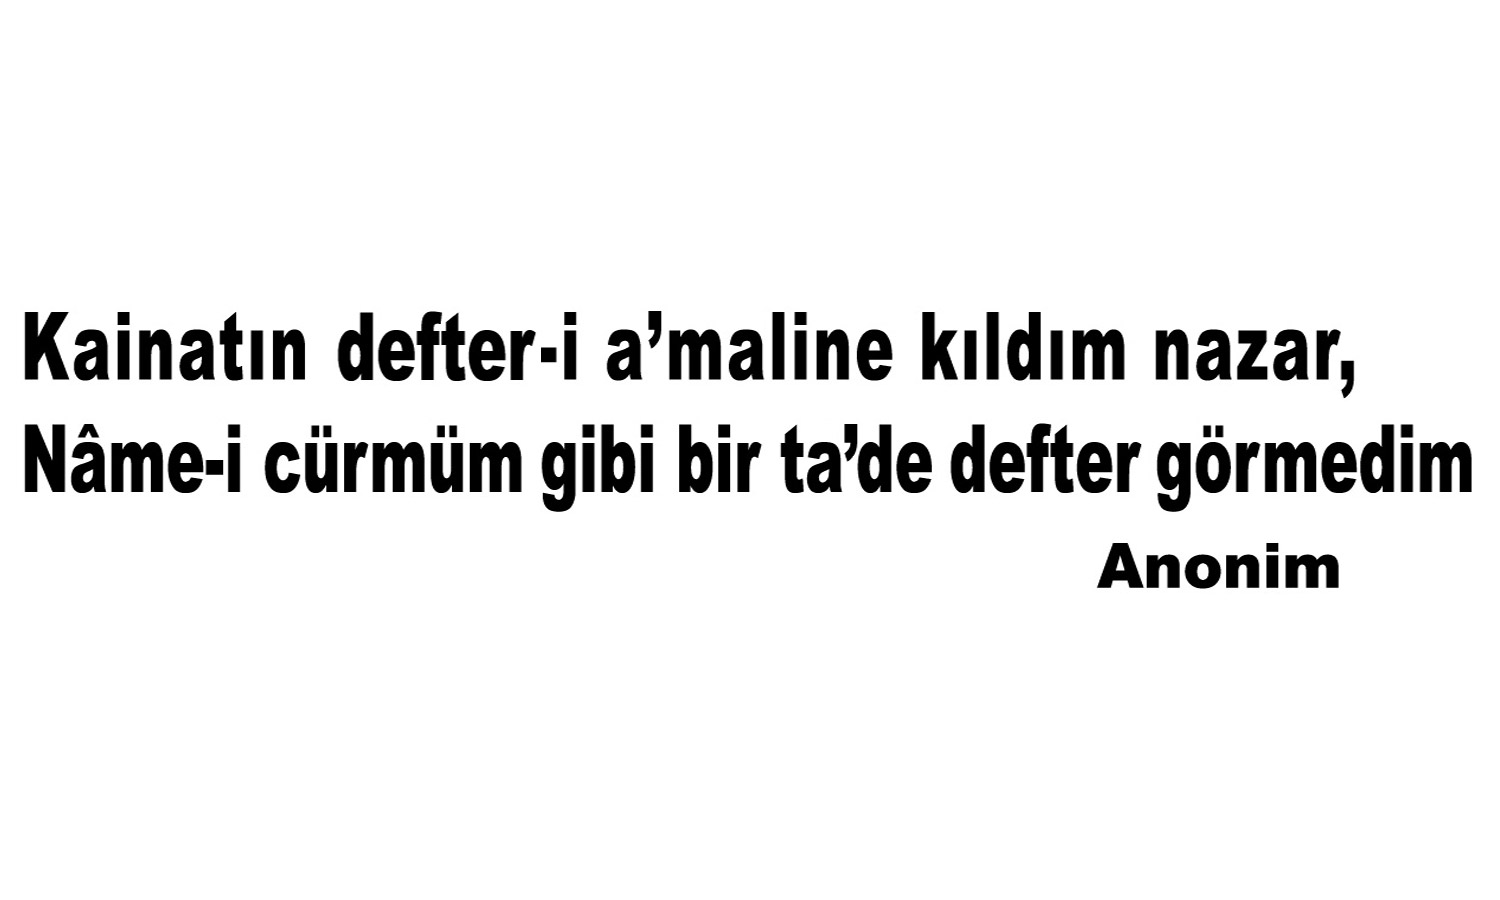 Kainatın defter-i a’maline kıldım nazar,
Nâme-i cürmüm gibi bir ta’de defter görmedim
Anonim